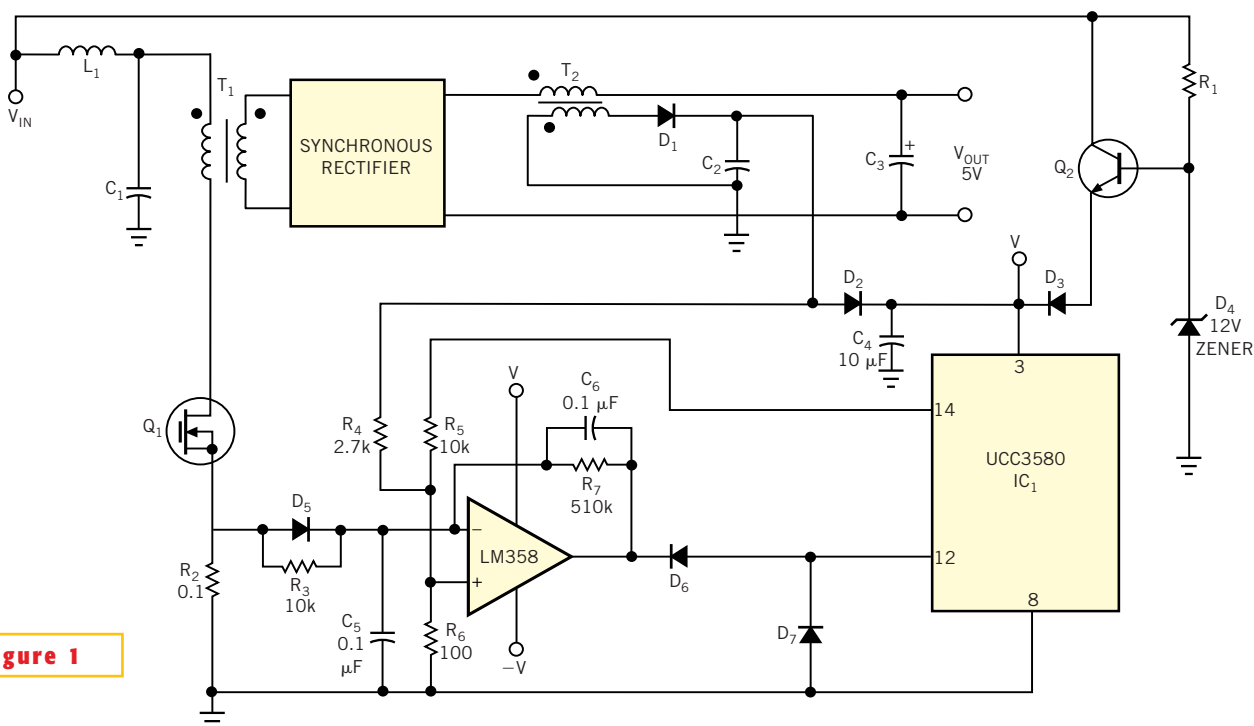 L1
VIN
C1
T1
SYNCHRONOUS
RECTIFIER
T2
D1
C2
C3
+
VOUT
5V
R1
Q2
D4
12V
ZENER
V
D2
D3
C4
10 µF
3
14
12
8
UCC3580
IC1
Q1
R4
2.7k
R5
10k
V
C6
0.1 µF
R7
510k
D5
R3
10k
R2
0.1
C5
0.1
µF
R6
100
−
+
LM358
−V
D6
D7
gure 1